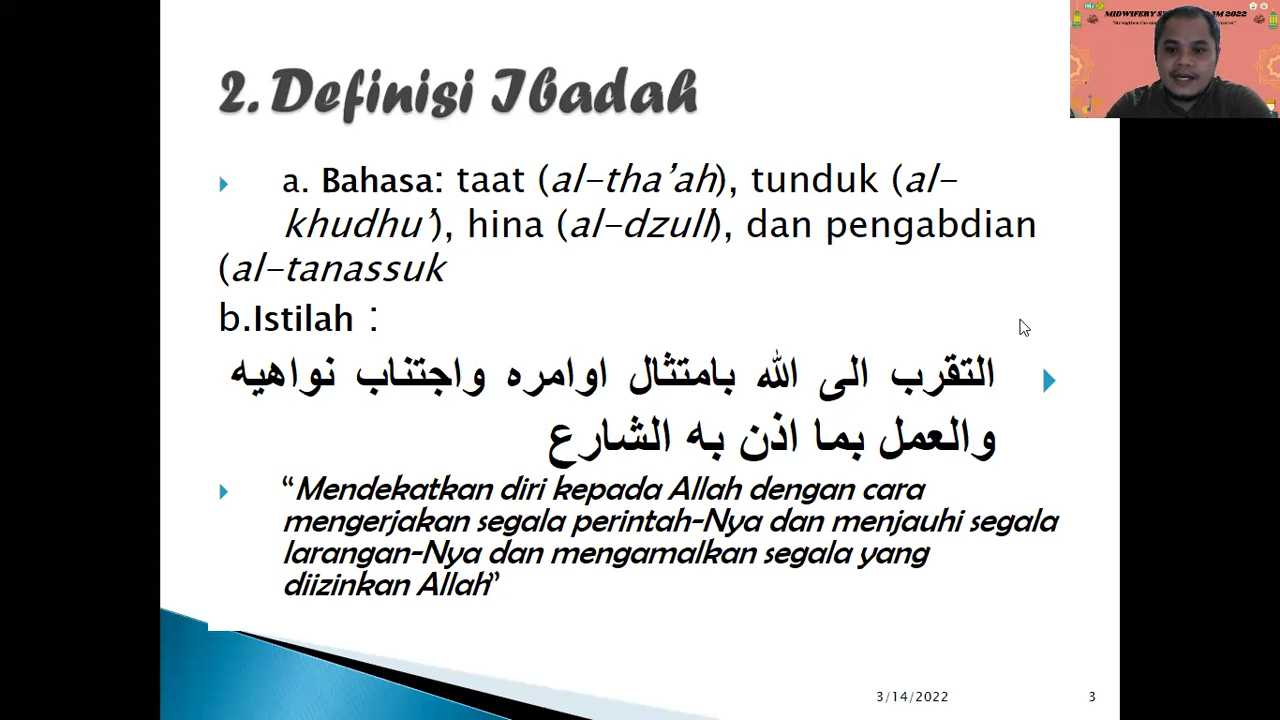 MIDWIFERY
2022
2. Definisi Ibadah
a. Bahasa: taat (al-tha’ah), tunduk (al-
khudhu’), hina (al-dzull), dan pengabdian
(al-tanassuk
b.Istilah :
التقرب الى الله بامتثال اوامره واجتناب نواهيه
والعمل بما اذن به الشارع
“Mendekatkan diri kepada Allah dengan cara
mengerjakan segala perintah-Nya dan menjauhi segala
larangan-Nya dan mengamalkan segala yang
diizinkan Allah”
3/14/2022
3